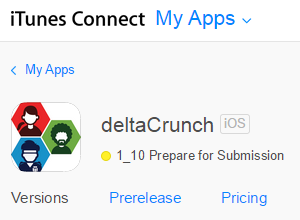 iTunes Connect My Apps
My Apps
deltaCrunch iOS
1_10 Prepare for Submission
Versions Prerelease Pricing